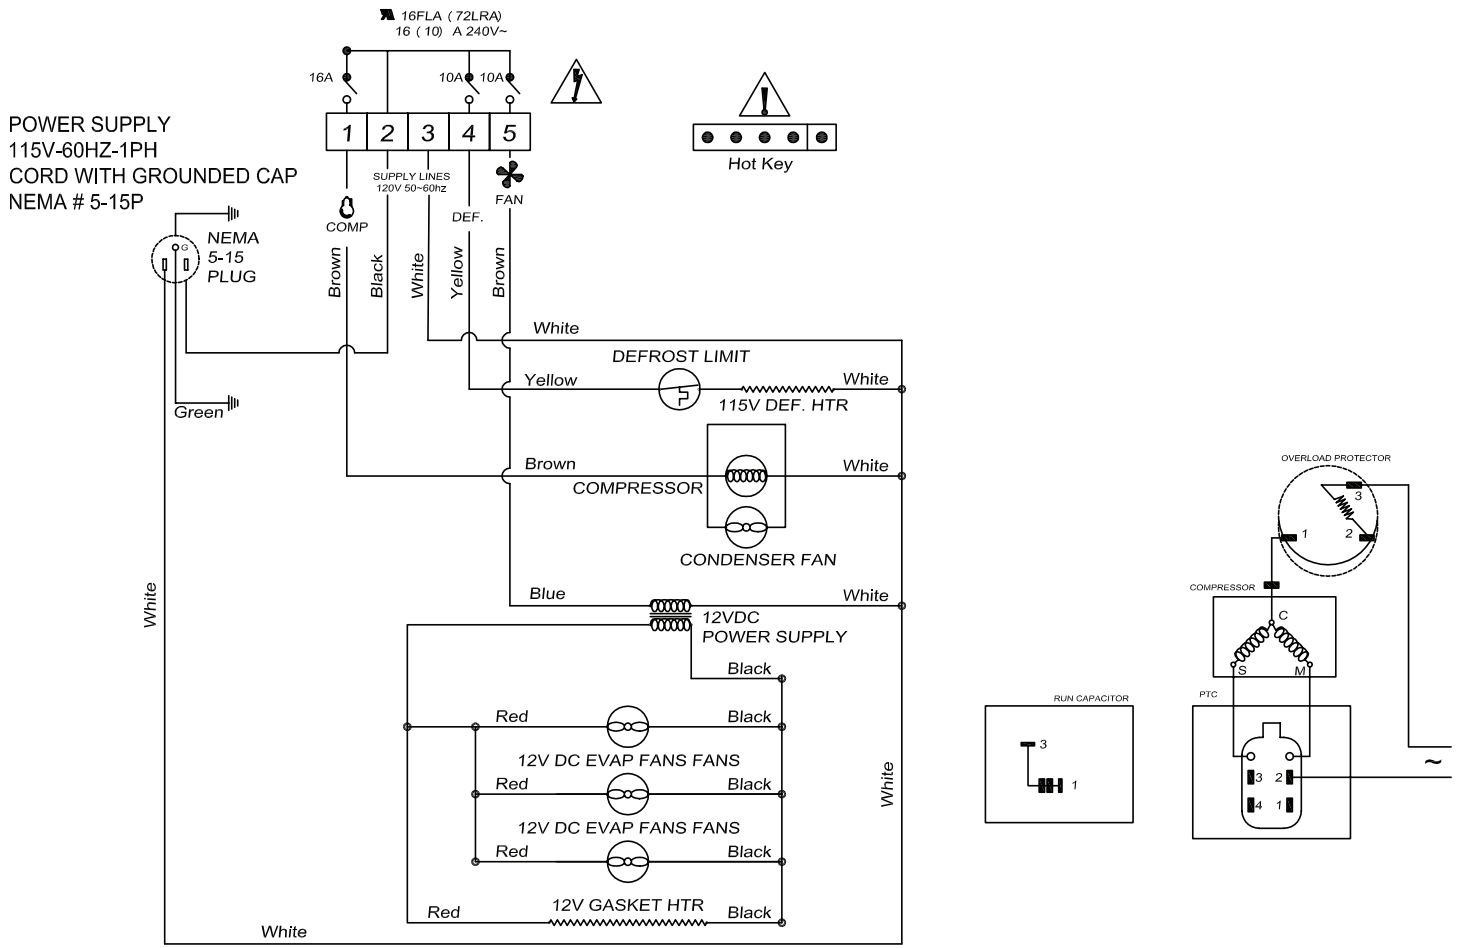 16FLA ( 72LRA)
16 ( 10) A 240V~
16A
10A
10A
1 2 3 4 5
Hot Key
POWER SUPPLY
115V-60HZ-1PH
CORD WITH GROUNDED CAP
NEMA # 5-15P
SUPPLY LINES
120V 50~60hz
COMP
DEF.
FAN
G
NEMA
5-15
PLUG
Brown
Black
White
Yellow
Brown
Green
White
DEFROST LIMIT
Yellow
White
115V DEF. HTR
Brown
White
COMPRESSOR
CONDENSER FAN
Blue
White
12VDC
POWER SUPPLY
Black
Red
Black
12V DC EVAP FANS FANS
Red
Black
12V DC EVAP FANS FANS
Red
Black
12V GASKET HTR
Red
Black
White
White
White
OVERLOAD PROTECTOR
3
1
2
COMPRESSOR
C
S
M
PTC
3
2
4
1
~
RUN CAPACITOR
3
1